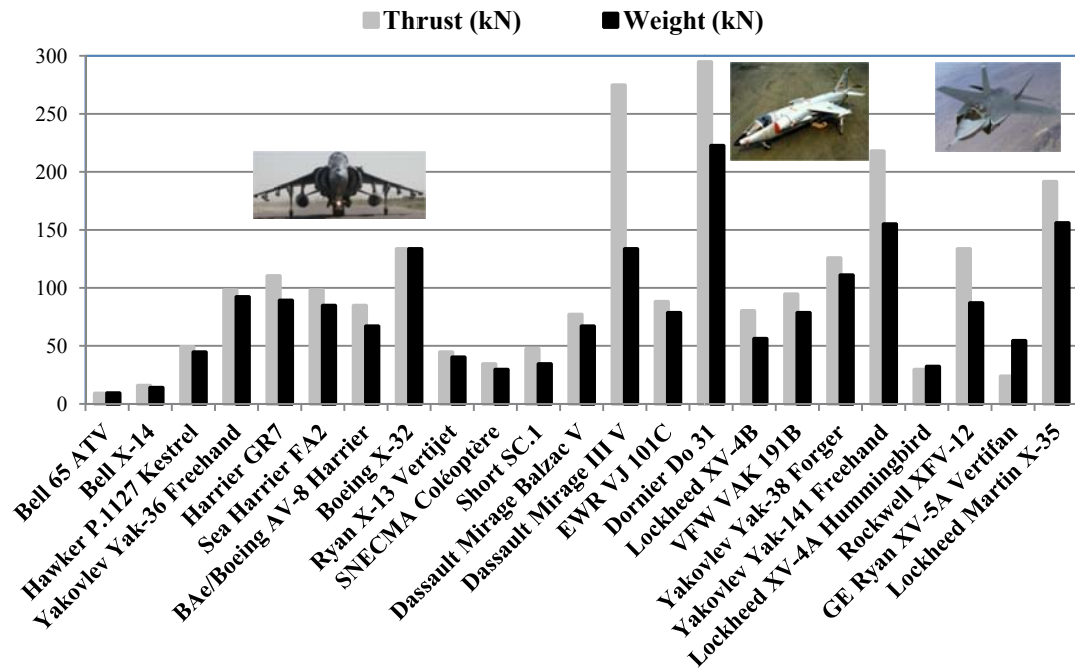 Thrust (kN) Weight (kN)
300
250
200
150
100
50
0
Bell 65 ATV
Bell X-14
Hawker P.1127 Kestrel
Yakovlev Yak-36 Freehand
Harrier GR7
Sea Harrier FA2
BAe/Boeing AV-8 Harrier
Boeing X-32
Ryan X-13 Vertijet
SNECMA Coléoptère
Short SC.1
Dassault Mirage Balzac V
Dassault Mirage III V
EWR VJ 101C
Dornier Do 31
Lockheed XV-4B
VFW VAK 191B
Yakovlev Yak-38 Forger
Yakovlev Yak-141 Freehand
Lockheed XV-4A Hummingbird
Rockwell XFV-12
GE Ryan XV-5A Vertifan
Lockheed Martin X-35